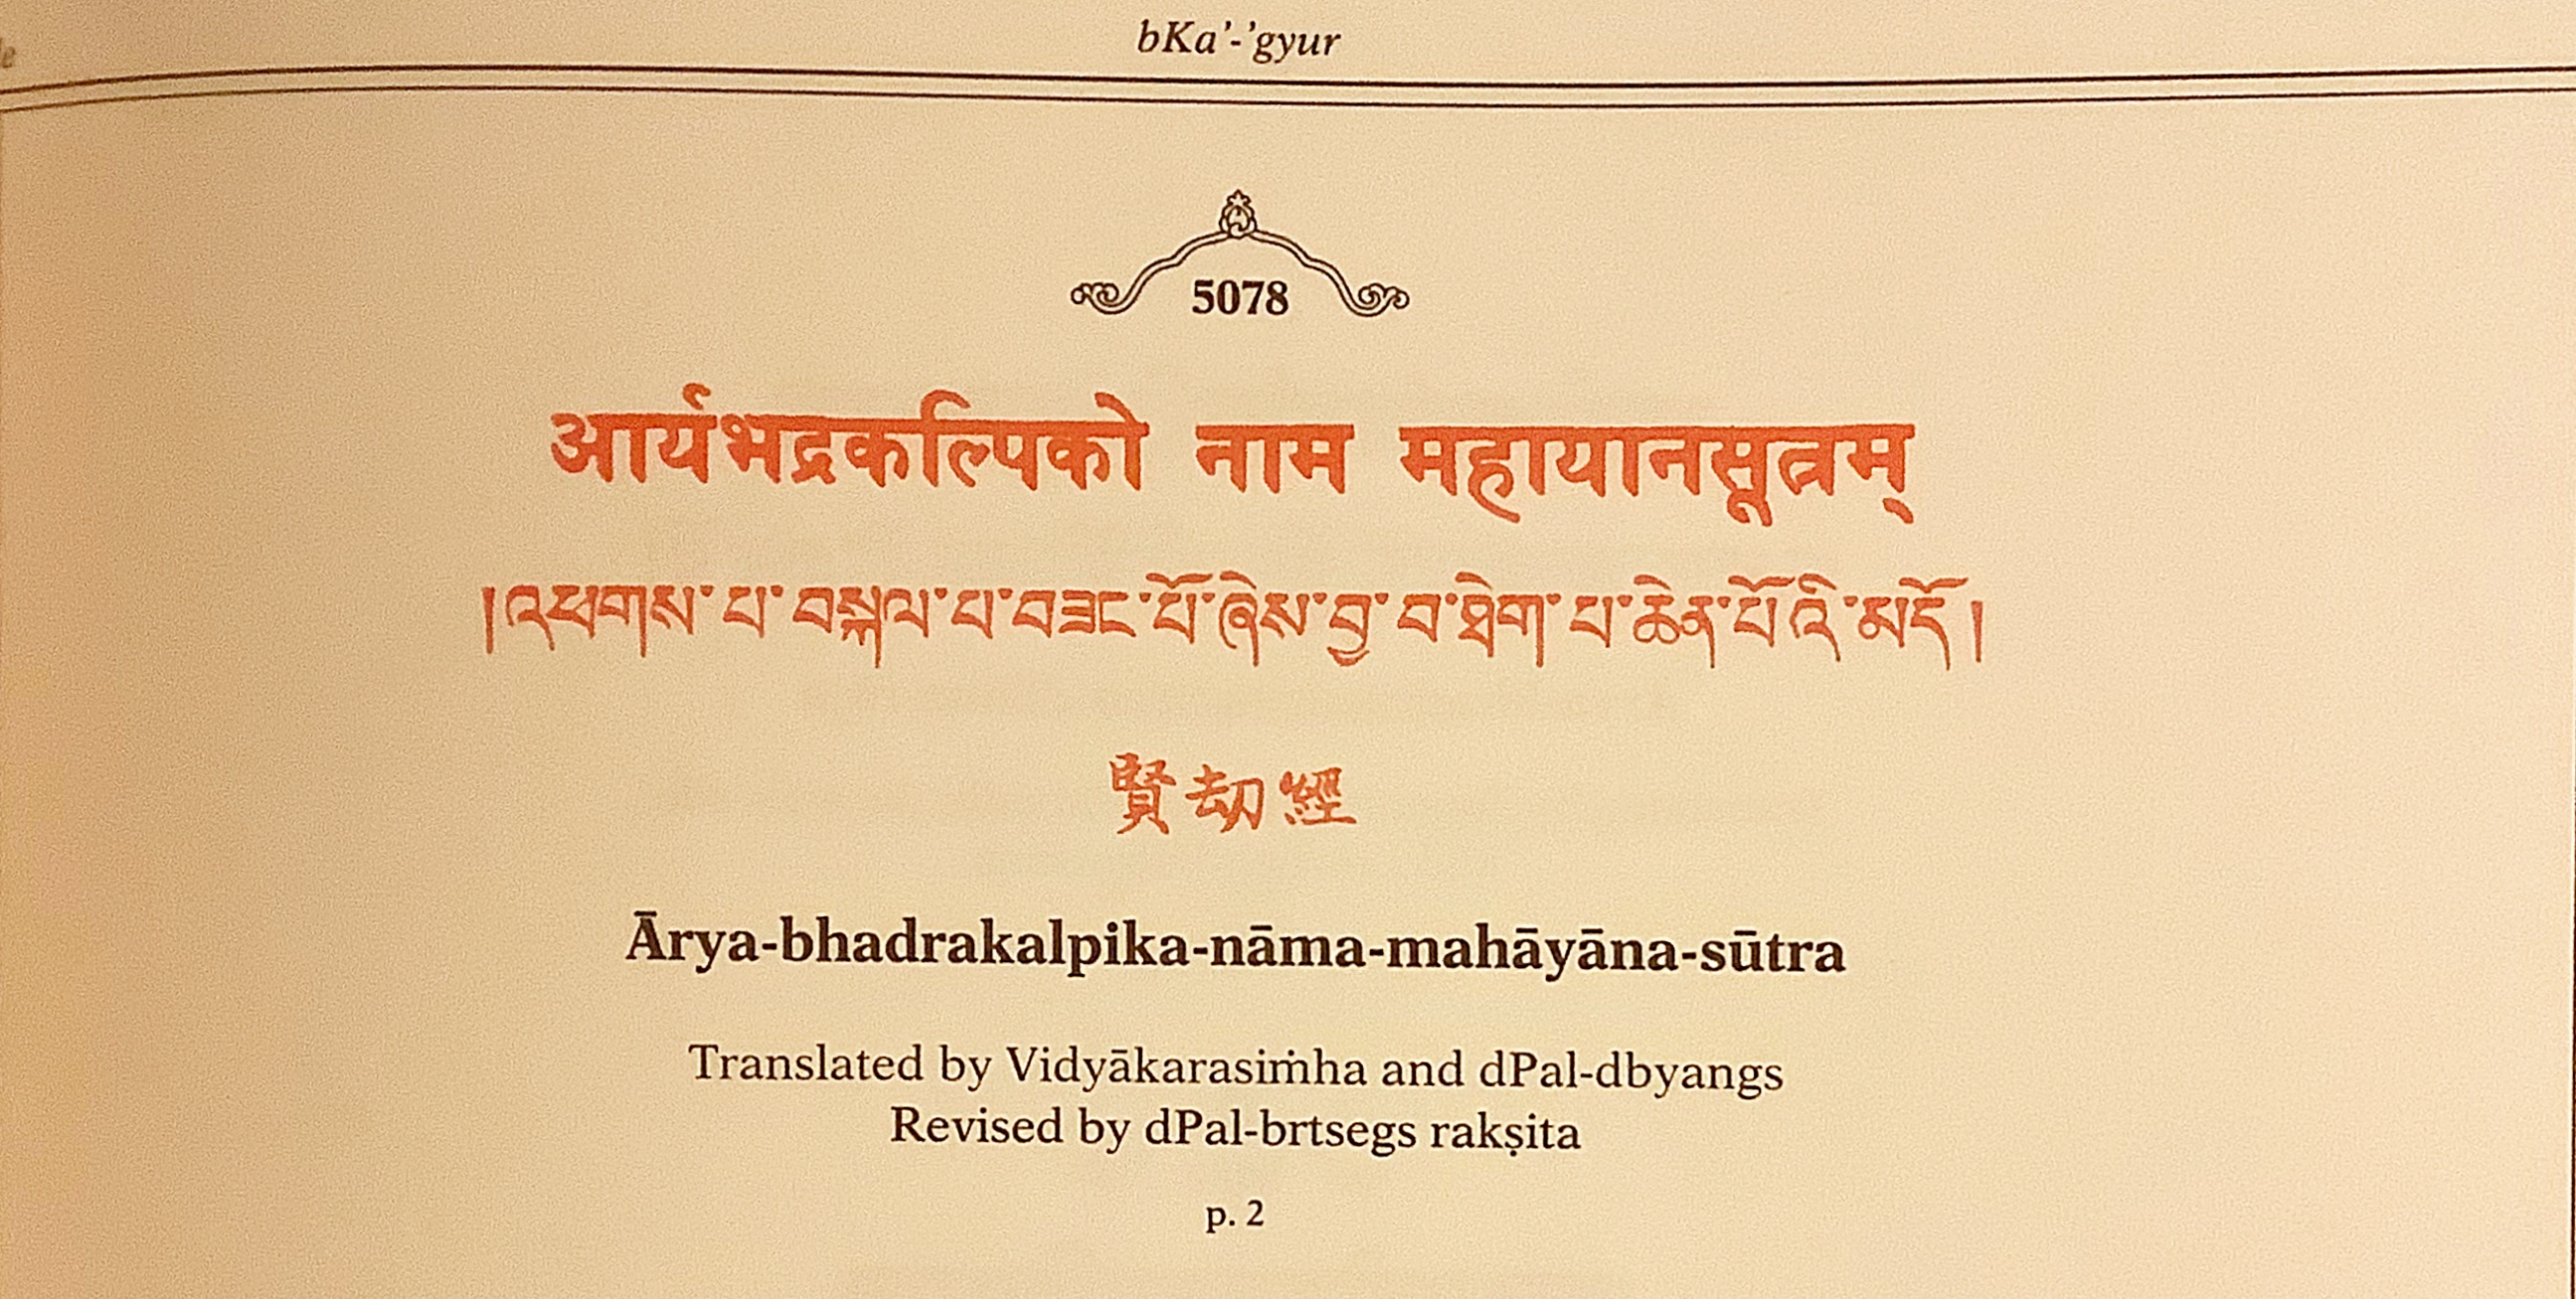 bKa’-’gyur
5078
आर्यभद्रकल्पिको नाम महायानसूत्रम्
།འཕགས་པ་བསྐལ་པ་བཟང་པོ་ཞེས་བྱ་བ་ཐེག་པ་ཆེན་པོའི་མདོ།
賢劫經
Ārya-bhadrakalpika-nāma-mahāyāna-sūtra
Translated by Vidyākarasiṁha and dPal-dbyangs
Revised by dPal-brtsegs rakṣita
p. 2